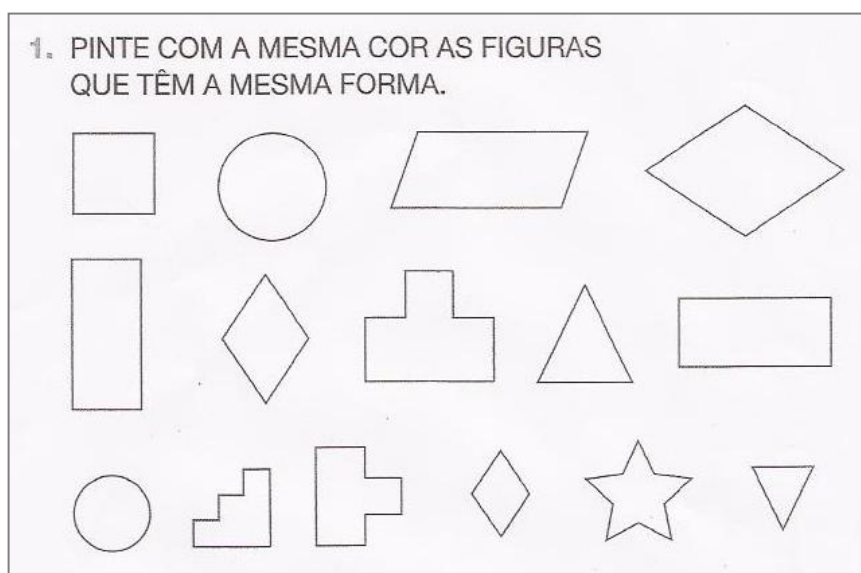 1. PINTE COM A MESMA COR AS FIGURAS
QUE TÊM A MESMA FORMA.